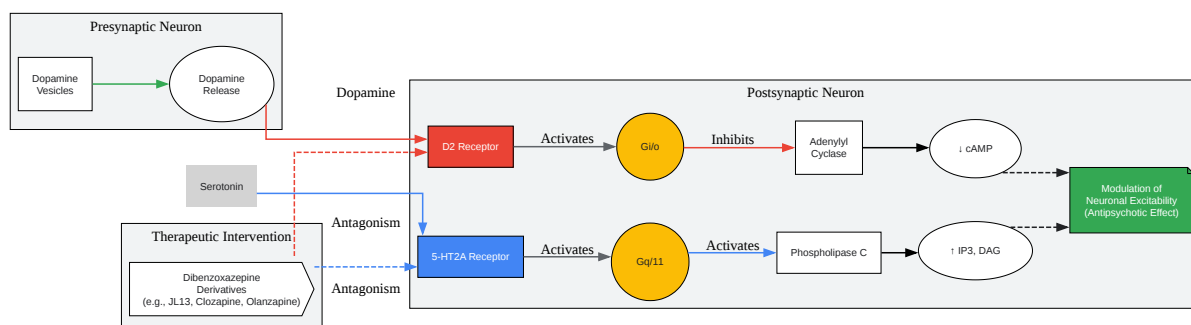 Presynaptic Neuron
Dopamine
Vesicles
Dopamine
Release
Dopamine
Postsynaptic Neuron
D2 Receptor
Activates
Gi/o
Inhibits
Adenylyl
Cyclase
↓ cAMP
Serotonin
Modulation of
Neuronal Excitability
(Antipsychotic Effect)
Antagonism
Therapeutic Intervention
5-HT2A Receptor
Activates
Gq/11
Activates
Phospholipase C
↑ IP3, DAG
Dibenzoxazepine
Derivatives
(e.g., JL13, Clozapine, Olanzapine)
Antagonism